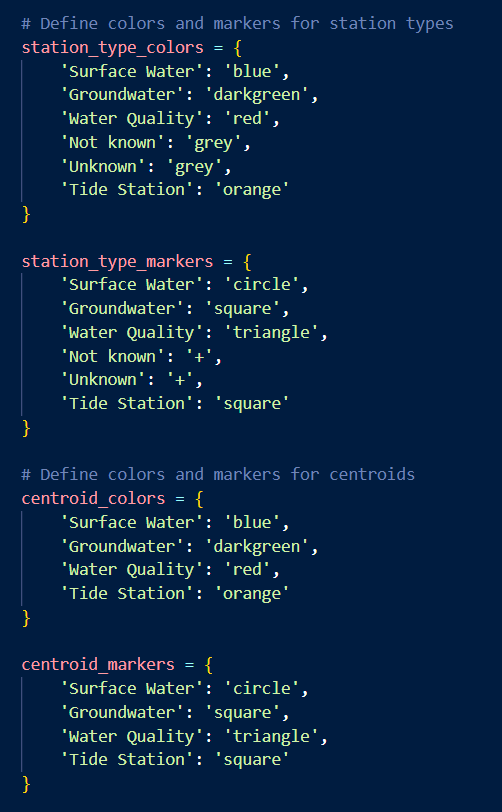 # Define colors and markers for station types
station_type_colors = {
    'Surface Water': 'blue',
    'Groundwater': 'darkgreen',
    'Water Quality': 'red',
    'Not known': 'grey',
    'Unknown': 'grey',
    'Tide Station': 'orange'
}

station_type_markers = {
    'Surface Water': 'circle',
    'Groundwater': 'square',
    'Water Quality': 'triangle',
    'Not known': '+',
    'Unknown': '+',
    'Tide Station': 'square'
}

# Define colors and markers for centroids
centroid_colors = {
    'Surface Water': 'blue',
    'Groundwater': 'darkgreen',
    'Water Quality': 'red',
    'Tide Station': 'orange'
}

centroid_markers = {
    'Surface Water': 'circle',
    'Groundwater': 'square',
    'Water Quality': 'triangle',
    'Tide Station': 'square'
}